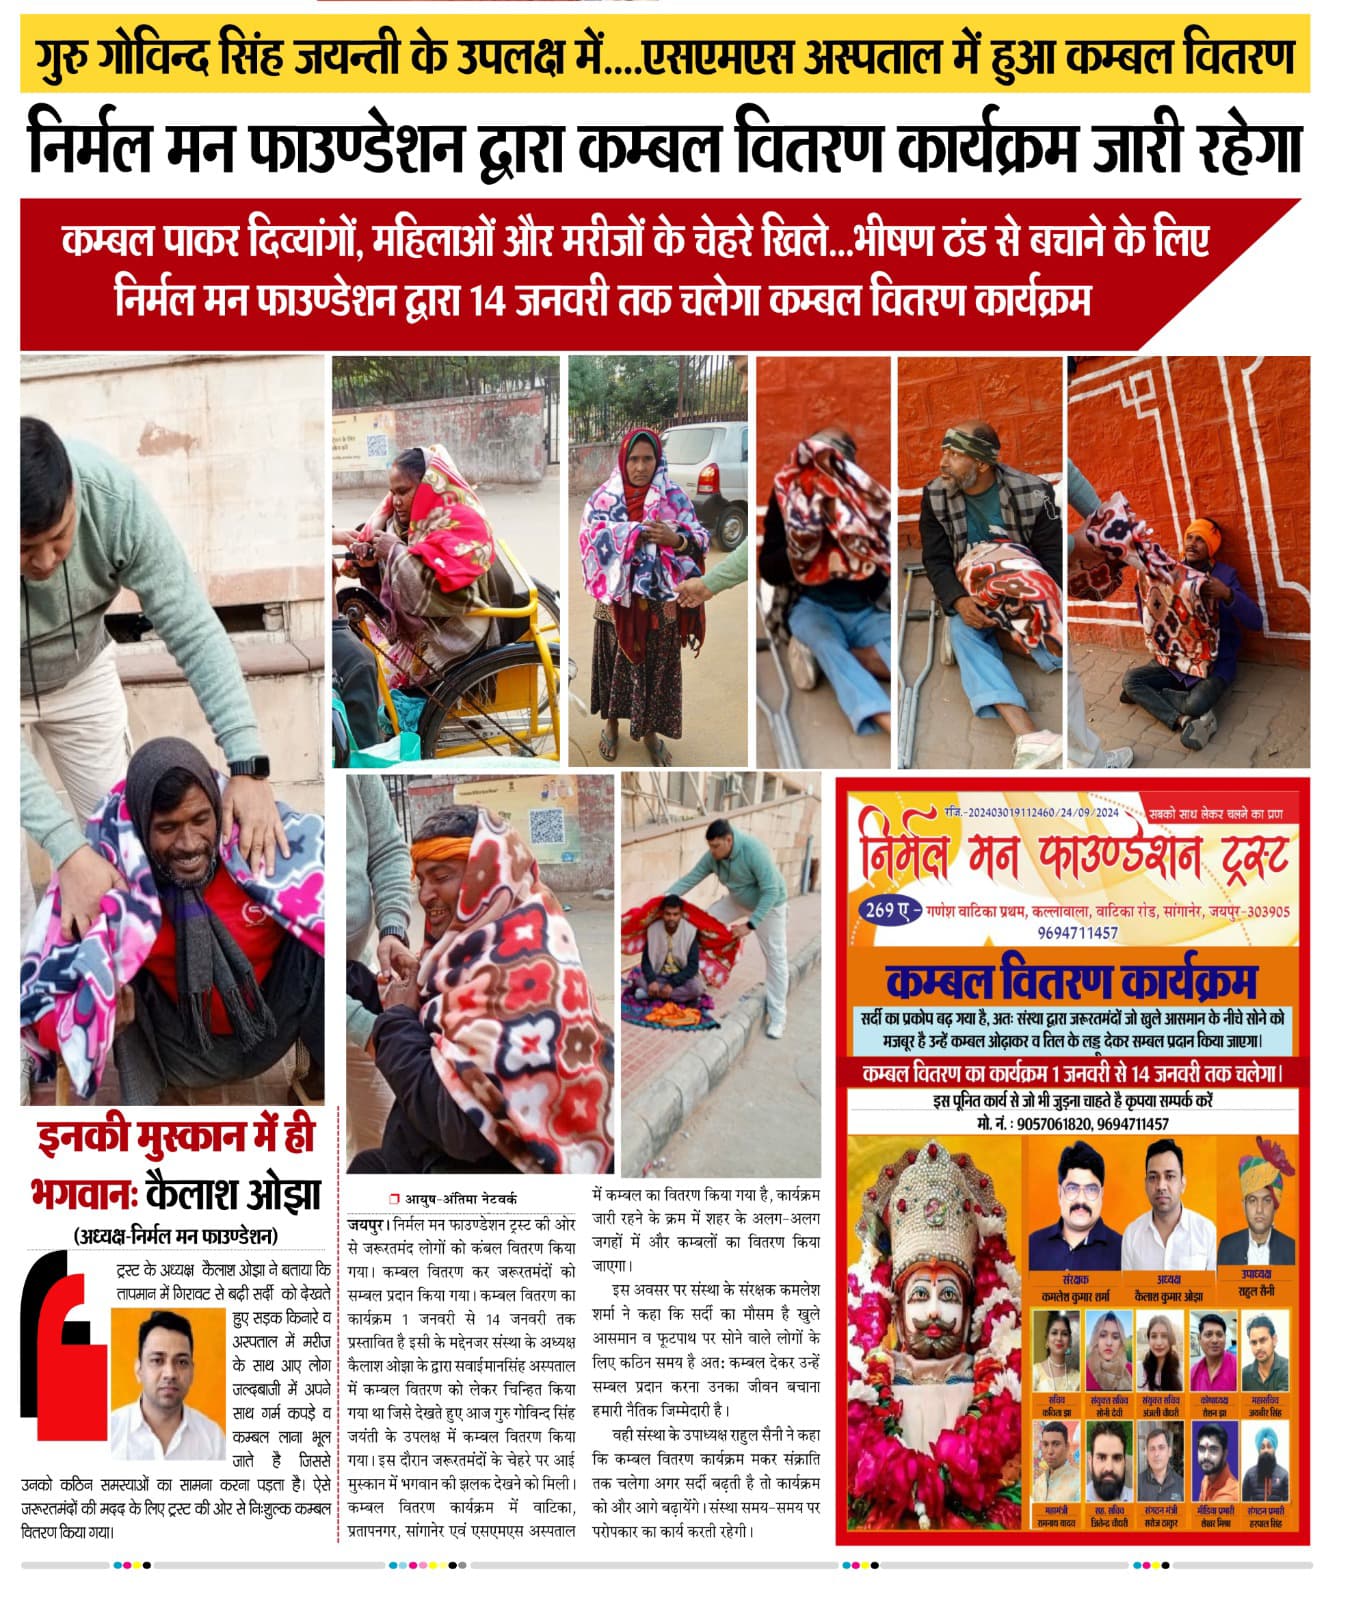 गुरु गोविन्द सिंह जयन्ती के उपलक्ष में....एसएमएस अस्पताल में हुआ कम्बल वितरण
निर्मल मन फाउण्डेशन द्वारा कम्बल वितरण कार्यक्रम जारी रहेगा
कम्बल पाकर दिव्यांगों, महिलाओं और मरीजों के चेहरे खिले...भीषण ठंड से बचाने के लिए
निर्मल मन फाउण्डेशन द्वारा 14 जनवरी तक चलेगा कम्बल वितरण कार्यक्रम
इनकी मुस्कान में ही
भगवानः कैलाश ओझा
(अध्यक्ष-निर्मल मन फाउण्डेशन)
ट्रस्ट के अध्यक्ष कैलाश ओझा ने बताया कि
तापमान में गिरावट से बढ़ी सर्दी को देखते
हुए सड़क किनारे व
अस्पताल में मरीज
के साथ आए लोग
जल्दबाजी में अपने
साथ गर्म कपड़े व
कम्बल लाना भूल
जाते है जिससे
उनको कठिन समस्याओं का सामना करना पड़ता है। ऐसे
जरूरतमंदों की मदद के लिए ट्रस्ट की ओर से निःशुल्क कम्बल
वितरण किया गया।
आयुष-अंतिमा नेटवर्क
जयपुर। निर्मल मन फाउण्डेशन ट्रस्ट की ओर
से जरूरतमंद लोगों को कंबल वितरण किया
गया। कम्बल वितरण कर जरूरतमंदों को
सम्बल प्रदान किया गया। कम्बल वितरण का
कार्यक्रम 1 जनवरी से 14 जनवरी तक
प्रस्तावित है इसी के मद्देनजर संस्था के अध्यक्ष
कैलाश ओझा के द्वारा सवाईमानसिंह अस्पताल
में कम्बल वितरण को लेकर चिन्हित किया
गया था जिसे देखते हुए आज गुरु गोविन्द सिंह
जयंती के उपलक्ष में कम्बल वितरण किया
गया। इस दौरान जरूरतमंदों के चेहरे पर आई
मुस्कान में भगवान की झलक देखने को मिली।
कम्बल वितरण कार्यक्रम में वाटिका,
प्रतापनगर, सांगानेर एवं एसएमएस अस्पताल
में कम्बल का वितरण किया गया है, कार्यक्रम
जारी रहने के क्रम में शहर के अलग-अलग
जगहों में और कम्बलों का वितरण किया
जाएगा।
इस अवसर पर संस्था के संरक्षक कमलेश
शर्मा ने कहा कि सर्दी का मौसम है खुले
आसमान व फूटपाथ पर सोने वाले लोगों के
लिए कठिन समय है अत: कम्बल देकर उन्हें
सम्बल प्रदान करना उनका जीवन बचाना
हमारी नैतिक जिम्मेदारी है।
वही संस्था के उपाध्यक्ष राहुल सैनी ने कहा
कि कम्बल वितरण कार्यक्रम मकर संक्राति
तक चलेगा अगर सर्दी बढ़ती है तो कार्यक्रम
को और आगे बढ़ायेंगे। संस्था समय-समय पर
परोपकार का कार्य करती रहेगी।
रजि.-202403019112460/24/09/2024
सबको साथ लेकर चलने का प्रण
निर्मल मन फाउण्डेशन ट्रस्ट
269 ए - गणेश वाटिका प्रथम, कल्लावाला, वाटिका रोड, सांगानेर, जयपुर-303905
9694711457
कम्बल वितरण कार्यक्रम
सर्दी का प्रकोप बढ़ गया है, अतः संस्था द्वारा जरूरतमंदों जो खुले आसमान के नीचे सोने को
मजबूर है उन्हें कम्बल ओढ़ाकर व तिल के लड्डू देकर सम्बल प्रदान किया जाएगा।
कम्बल वितरण का कार्यक्रम 1 जनवरी से 14 जनवरी तक चलेगा।
इस पूनित कार्य से जो भी जुड़ना चाहते है कृपया सम्पर्क करें
मो. नं. : 9057061820, 9694711457
संरक्षक
कमलेश कुमार शर्मा
अध्यक्ष
कैलाश कुमार ओझा
उपाध्यक्ष
राहुल सैनी
सचिव
कविता झा
संयुक्त सचिव
सोनी देवी
संयुक्त सचिव
अंजली चौधरी
कोषाध्यक्ष
रोशन झा
महासचिव
जयवीर सिंह
महामंत्री
रामनाथ यादव
सह. सचिव
जितेन्द्र चौधरी
संगठन मंत्री
सरोज ठाकुर
मीडिया प्रभारी
शेखर मिश्रा
संगठन प्रभारी
हरपाल सिंह